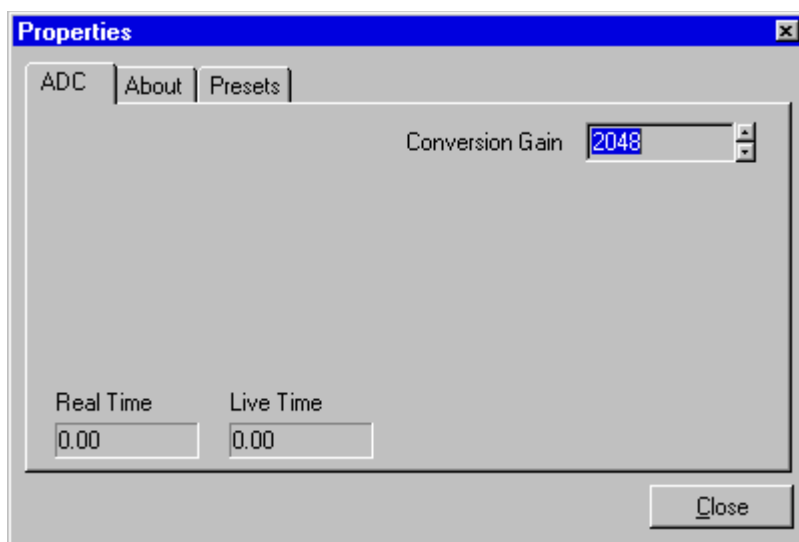 Properties
ADC About Presets
Conversion Gain 2048
Real Time Live Time
0.00 0.00
Close